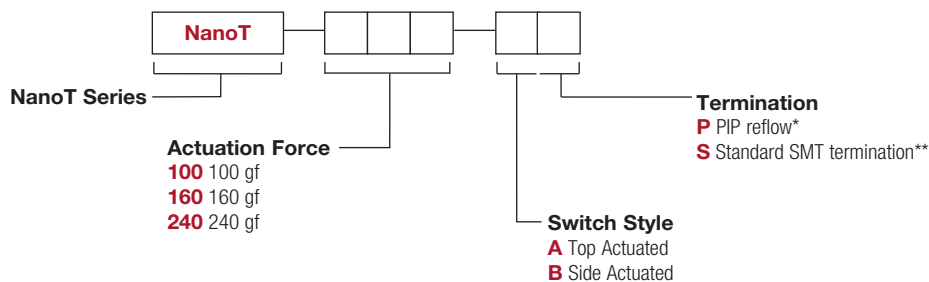 NanoT
NanoT Series
Actuation Force
100 100 gf
160 160 gf
240 240 gf
Switch Style
A Top Actuated
B Side Actuated
Termination
P PIP reflow*
S Standard SMT termination**